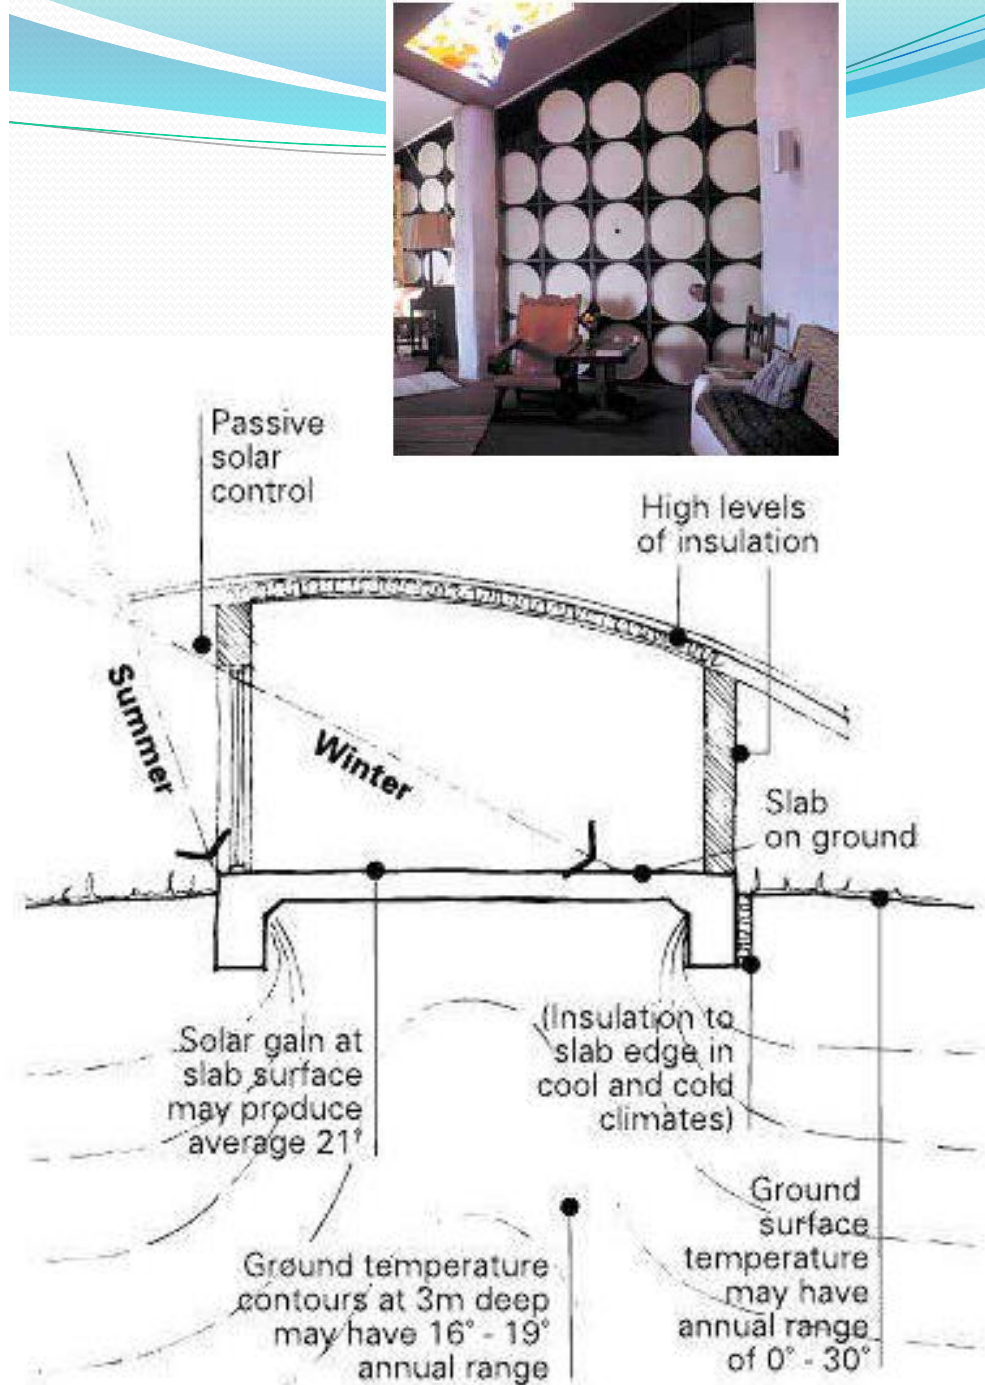 Passive
solar
control
High levels
of insulation
Summer
Winter
Slab
on ground
Solar gain at
slab surface
may produce
average 21°
(Insulation to
slab edge in
cool and cold
climates)
Ground temperature
contours at 3m deep
may have 16° - 19°
annual range
Ground
surface
temperature
may have
annual range
of 0° - 30°